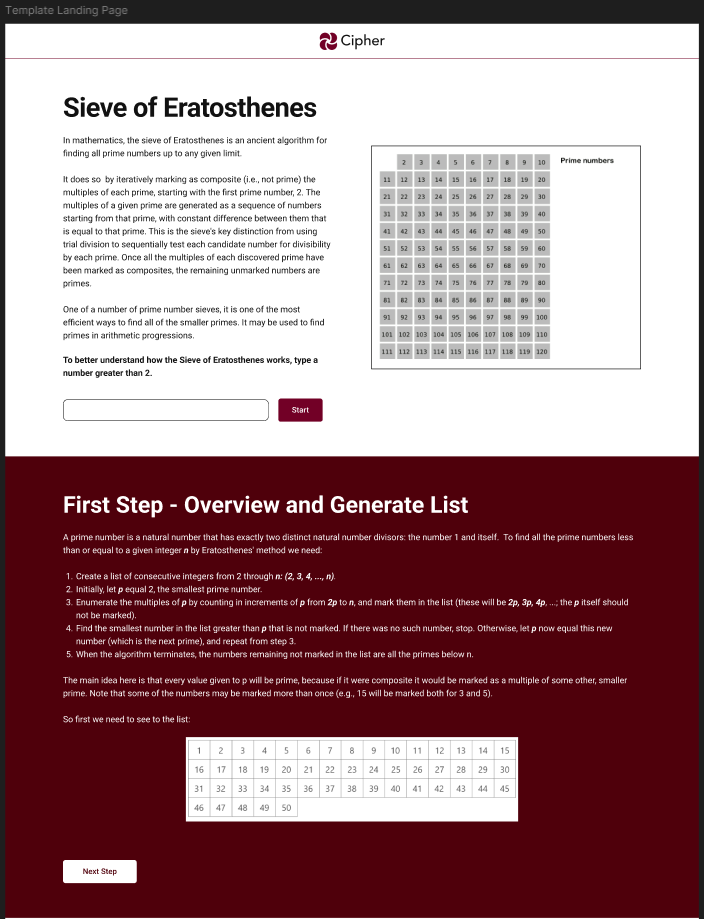 Template Landing Page
Cipher
Sieve of Eratosthenes
In mathematics, the sieve of Eratosthenes is an ancient algorithm for
finding all prime numbers up to any given limit.
It does so  by iteratively marking as composite (i.e., not prime) the
multiples of each prime, starting with the first prime number, 2. The
multiples of a given prime are generated as a sequence of numbers
starting from that prime, with constant difference between them that
is equal to that prime. This is the sieve's key distinction from using
trial division to sequentially test each candidate number for divisibility
by each prime. Once all the multiples of each discovered prime have
been marked as composites, the remaining unmarked numbers are
primes.
One of a number of prime number sieves, it is one of the most
efficient ways to find all of the smaller primes. It may be used to find
primes in arithmetic progressions.
To better understand how the Sieve of Eratosthenes works, type a
number greater than 2.
Start
2 3 4 5 6 7 8 9 10 Prime numbers
11 12 13 14 15 16 17 18 19 20
21 22 23 24 25 26 27 28 29 30
31 32 33 34 35 36 37 38 39 40
41 42 43 44 45 46 47 48 49 50
51 52 53 54 55 56 57 58 59 60
61 62 63 64 65 66 67 68 69 70
71 72 73 74 75 76 77 78 79 80
81 82 83 84 85 86 87 88 89 90
91 92 93 94 95 96 97 98 99 100
101 102 103 104 105 106 107 108 109 110
111 112 113 114 115 116 117 118 119 120
First Step - Overview and Generate List
A prime number is a natural number that has exactly two distinct natural number divisors: the number 1 and itself.  To find all the prime numbers less
than or equal to a given integer n by Eratosthenes' method we need:
1. Create a list of consecutive integers from 2 through n: (2, 3, 4, ..., n).
2. Initially, let p equal 2, the smallest prime number.
3. Enumerate the multiples of p by counting in increments of p from 2p to n, and mark them in the list (these will be 2p, 3p, 4p, ...; the p itself should
not be marked).
4. Find the smallest number in the list greater than p that is not marked. If there was no such number, stop. Otherwise, let p now equal this new
number (which is the next prime), and repeat from step 3.
5. When the algorithm terminates, the numbers remaining not marked in the list are all the primes below n.
The main idea here is that every value given to p will be prime, because if it were composite it would be marked as a multiple of some other, smaller
prime. Note that some of the numbers may be marked more than once (e.g., 15 will be marked both for 3 and 5).
So first we need to see to the list:
1 2 3 4 5 6 7 8 9 10 11 12 13 14 15
16 17 18 19 20 21 22 23 24 25 26 27 28 29 30
31 32 33 34 35 36 37 38 39 40 41 42 43 44 45
46 47 48 49 50
Next Step